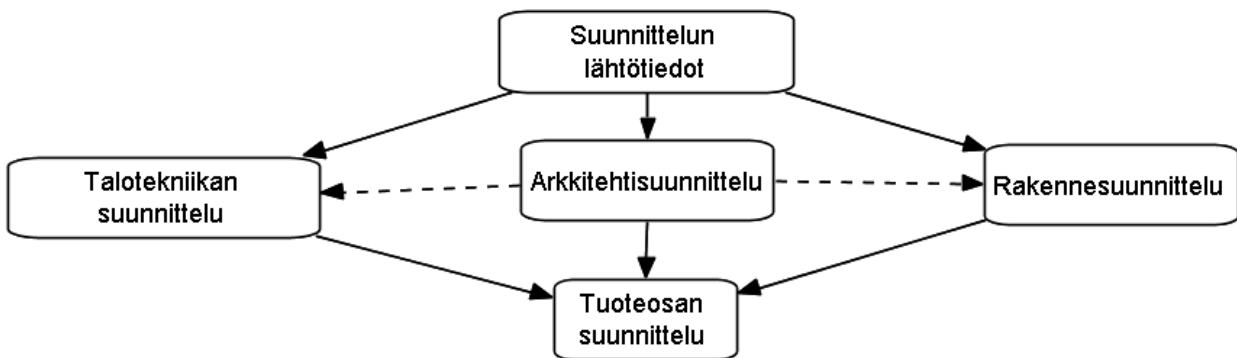 Suunnittelun
lähtötiedot
Talotekniikan
suunnittelu
Arkkitehtisuunnittelu
Rakennesuunnittelu
Tuoteosan
suunnittelu